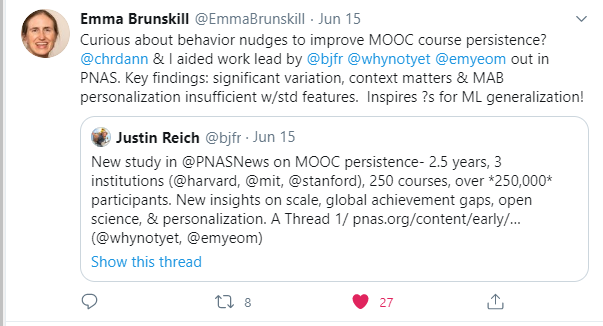 Emma Brunskill @EmmaBrunskill · Jun 15
Curious about behavior nudges to improve MOOC course persistence?
@chrdann & I aided work lead by @bjfr @whynotyet @emyeom out in
PNAS. Key findings: significant variation, context matters & MAB
personalization insufficient w/std features.  Inspires ?s for ML generalization!
Justin Reich @bjfr · Jun 15
New study in @PNASNews on MOOC persistence- 2.5 years, 3
institutions (@harvard, @mit, @stanford), 250 courses, over *250,000*
participants. New insights on scale, global achievement gaps, open
science, & personalization. A Thread 1/ pnas.org/content/early/...
(@whynotyet, @emyeom)
Show this thread
8
27